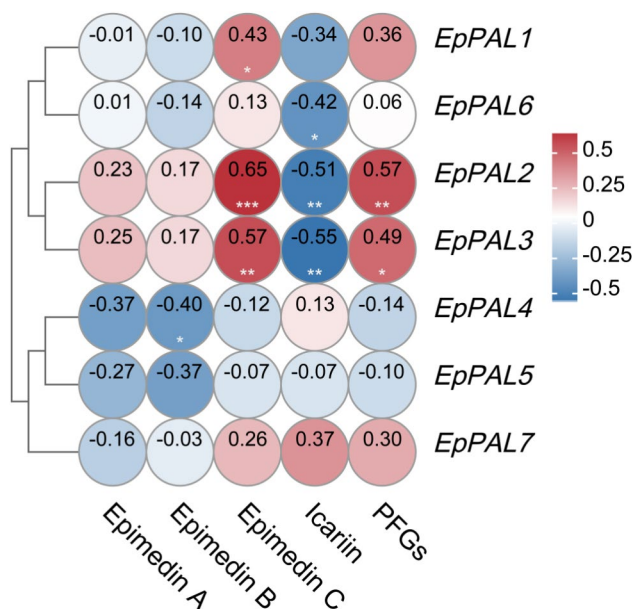 -0.01 -0.10 0.43 -0.34 0.36 EpPAL1
*
0.01 -0.14 0.13 -0.42 0.06 EpPAL6
*
0.23 0.17 0.65 -0.51 0.57 EpPAL2
*** ** **
0.25 0.17 0.57 -0.55 0.49 EpPAL3
** ** *
-0.37 -0.40 -0.12 0.13 -0.14 EpPAL4
*
-0.27 -0.37 -0.07 -0.07 -0.10 EpPAL5
-0.16 -0.03 0.26 0.37 0.30 EpPAL7
Epimedin A
Epimedin B
Epimedin C
Icariin
PFGs
0.5
0.25
0
-0.25
-0.5